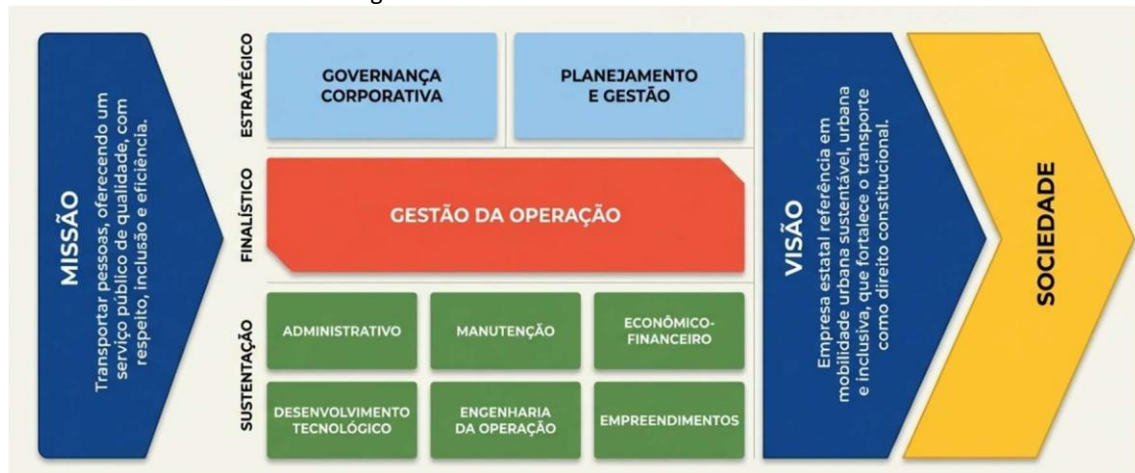 MISSÃO
Transportar pessoas, oferecendo um
serviço público de qualidade, com
respeito, inclusão e eficiência.
ESTRATÉGICO
GOVERNANÇA
CORPORATIVA
PLANEJAMENTO
E GESTÃO
FINALÍSTICO
GESTÃO DA OPERAÇÃO
SUSTENTAÇÃO
ADMINISTRATIVO
MANUTENÇÃO
ECONÔMICO-
FINANCEIRO
DESENVOLVIMENTO
TECNOLÓGICO
ENGENHARIA
DA OPERAÇÃO
EMPREENDIMENTOS
VISÃO
Empresa estatal referência em
mobilidade urbana sustentável, urbana
e inclusiva, que fortalece o transporte
como direito constitucional.
SOCIEDADE